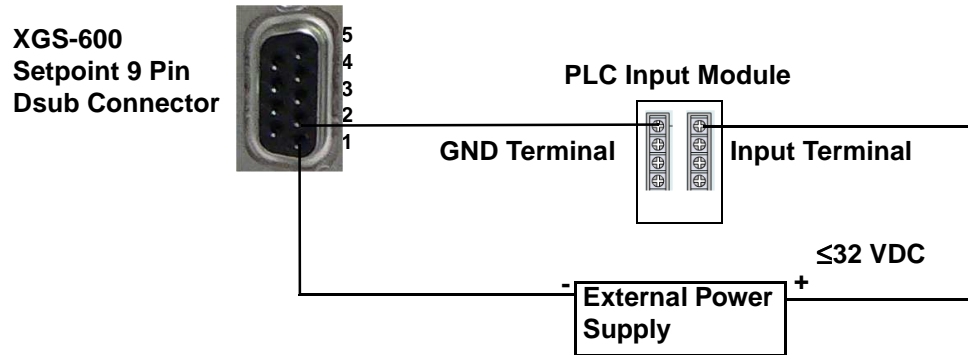 XGS-600
Setpoint 9 Pin
Dsub Connector
5
4
3
2
1
PLC Input Module
GND Terminal
Input Terminal
≤32 VDC
-
+
External Power
Supply